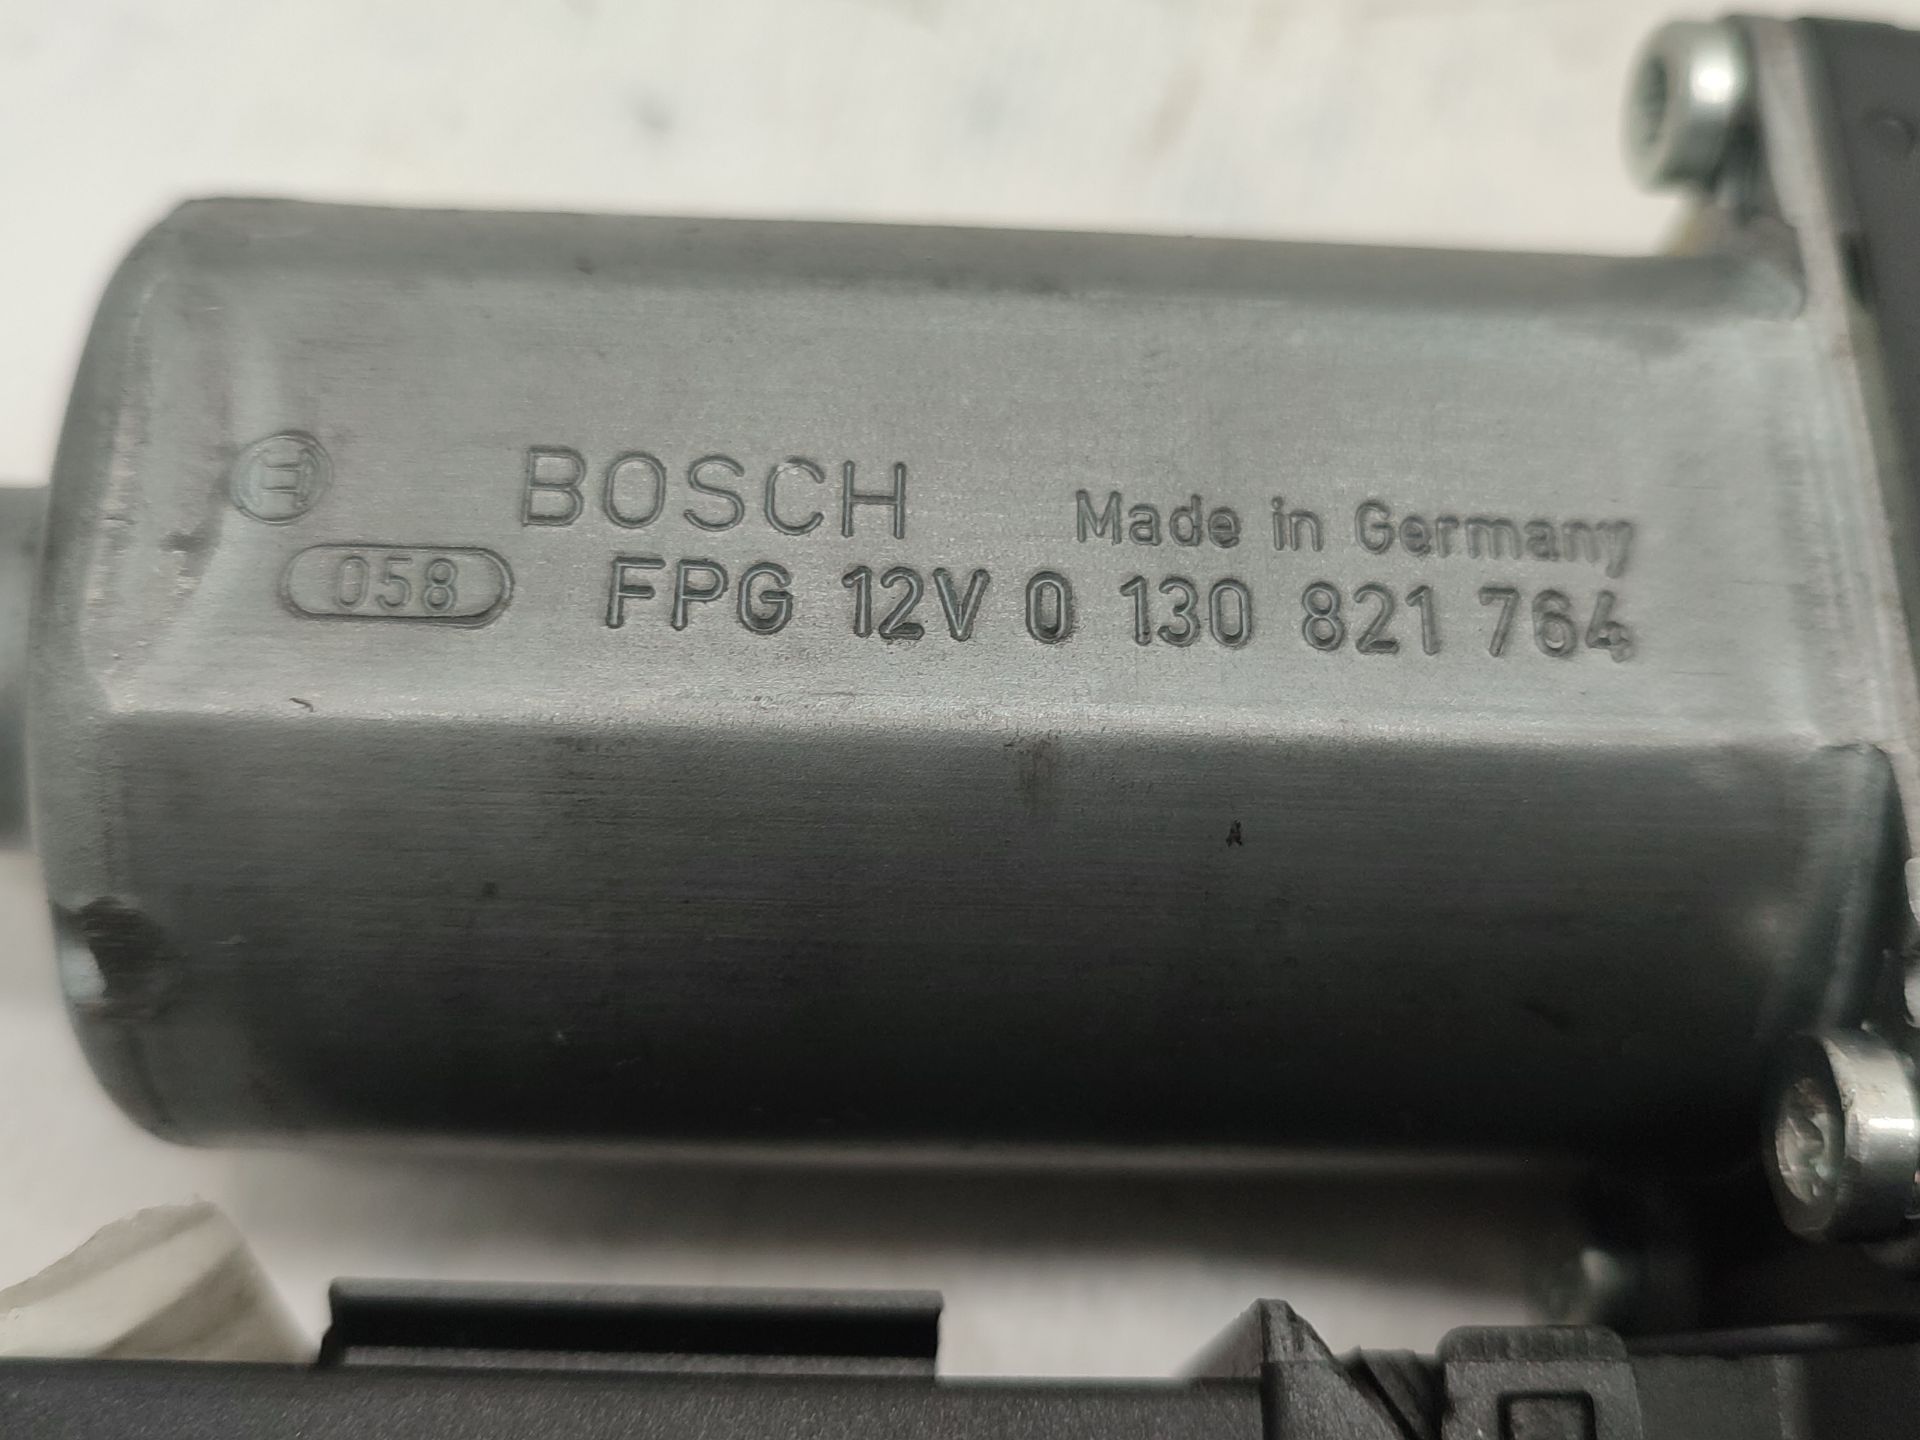 BOSCH Made in Germany
058 FPG 12V 0 130 821 764